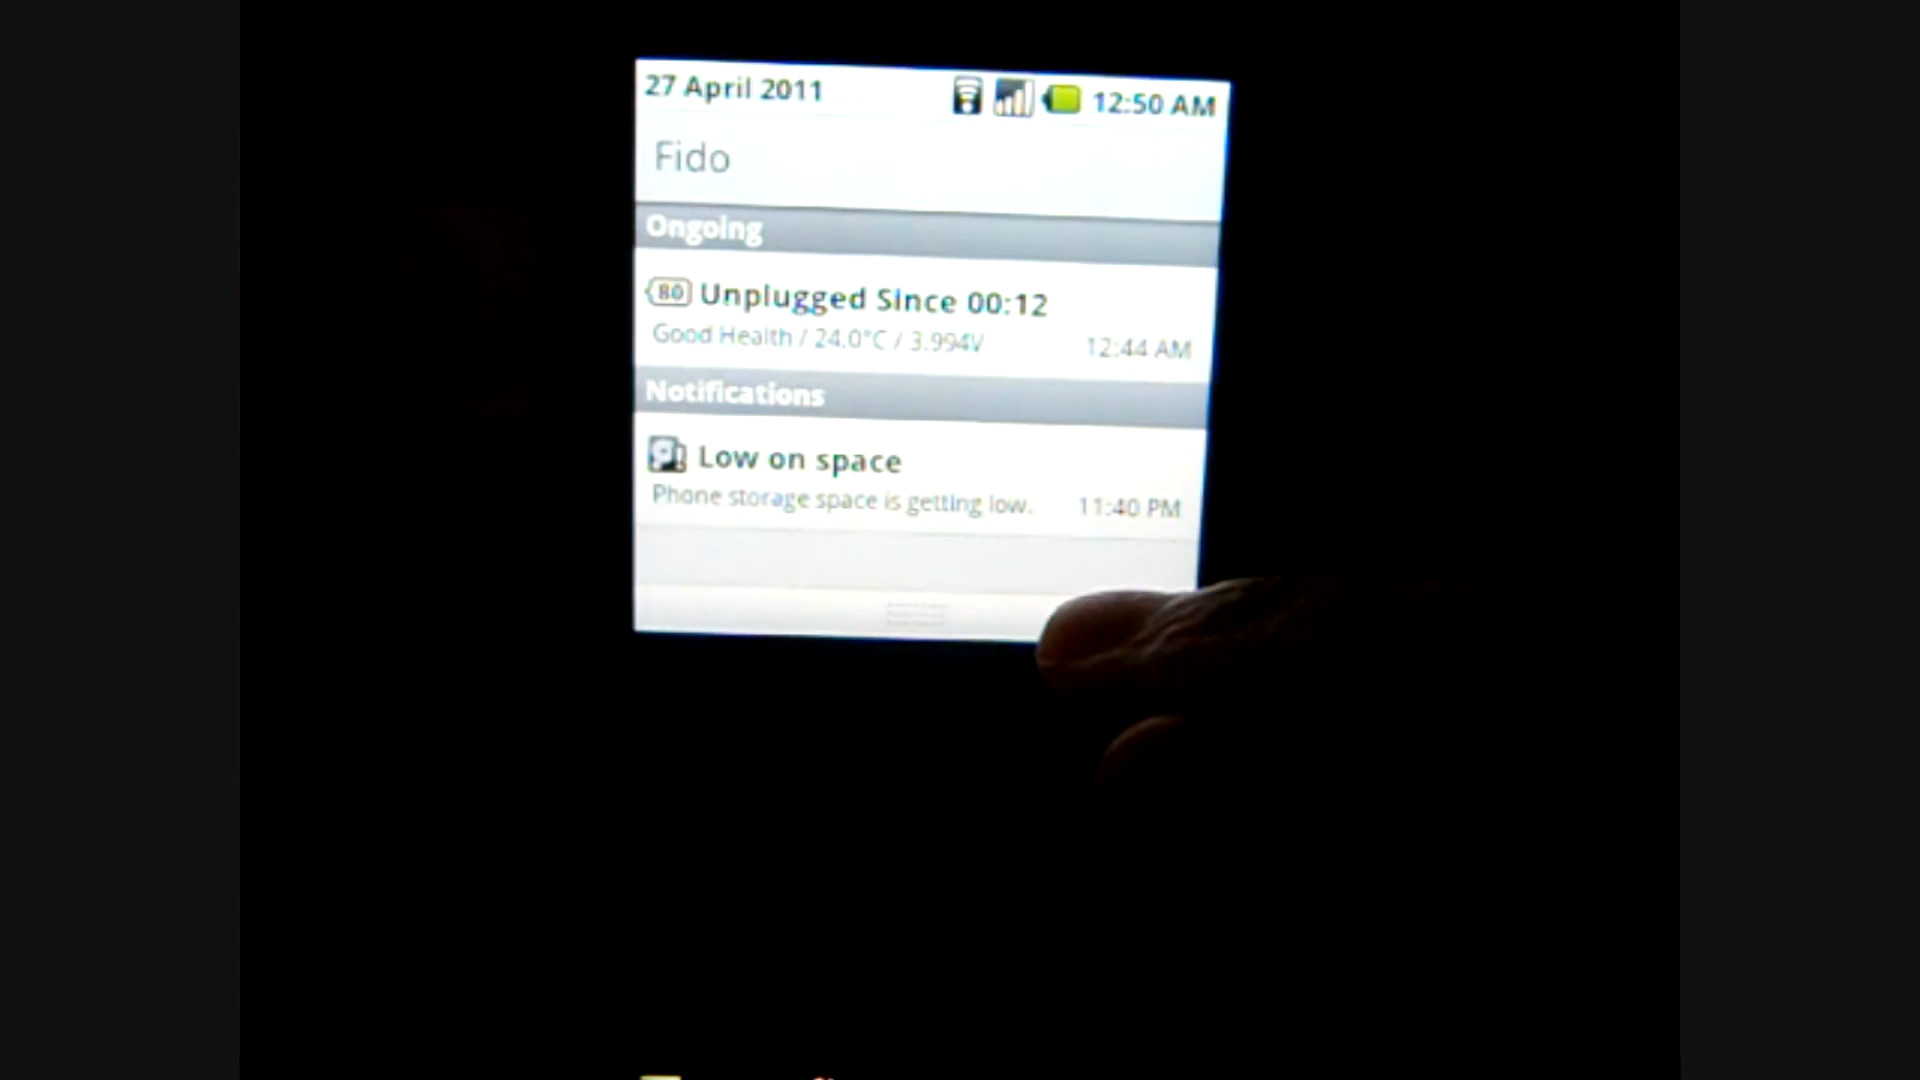 27 April 2011 12:50 AM
Fido
Ongoing
80 Unplugged Since 00:12
Good Health / 24.0°C / 3.994V 12:44 AM
Notifications
Low on space
Phone storage space is getting low. 11:40 PM